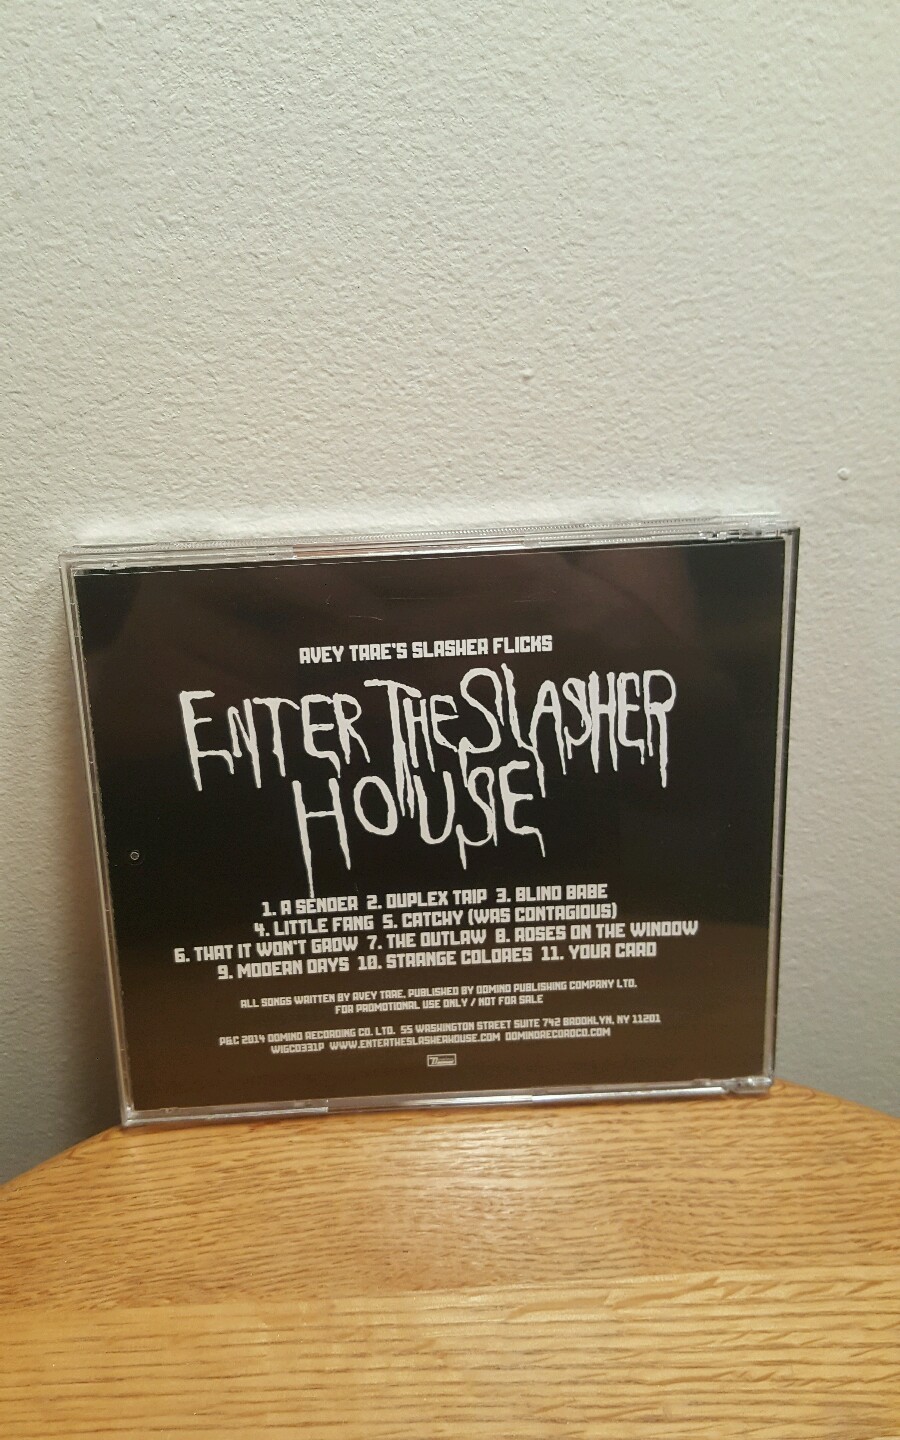 AVEY TARE'S SLASHER FLICKS
ENTER THE SLASHER
HOUSE
1. A SENDER 2. DUPLEX TRIP 3. BLIND BABE
4. LITTLE FANG 5. CATCHY (WAS CONTAGIOUS)
6. THAT IT WON'T GROW 7. THE OUTLAW 8. ROSES ON THE WINDOW
9. MODERN DAYS 10. STRANGE COLORES 11. YOUR CARD
ALL SONGS WRITTEN BY AVEY TARE, PUBLISHED BY DOMINO PUBLISHING COMPANY LTD.
FOR PROMOTIONAL USE ONLY / NOT FOR SALE
P&C 2014 DOMINO RECORDING CO. LTD. 55 WASHINGTON STREET SUITE 742 BROOKLYN, NY 11201
WIGCD331P WWW.ENTERTHESLASHERHOUSE.COM DOMINORECORDCO.COM